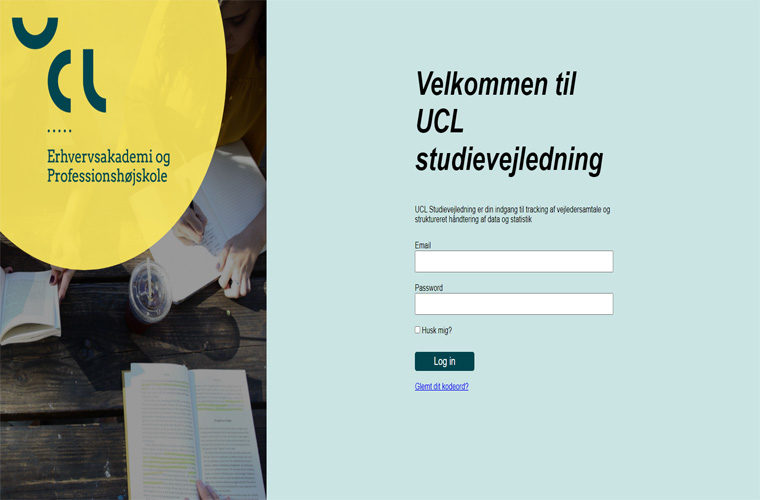 UCL
Erhvervsakademi og
Professionshøjskole
Velkommen til
UCL
studievejledning
UCL Studievejledning er din indgang til tracking af vejledersamtale og
struktureret håndtering af data og statistik
Email
Password
Husk mig?
Log in
Glemt dit kodeord?